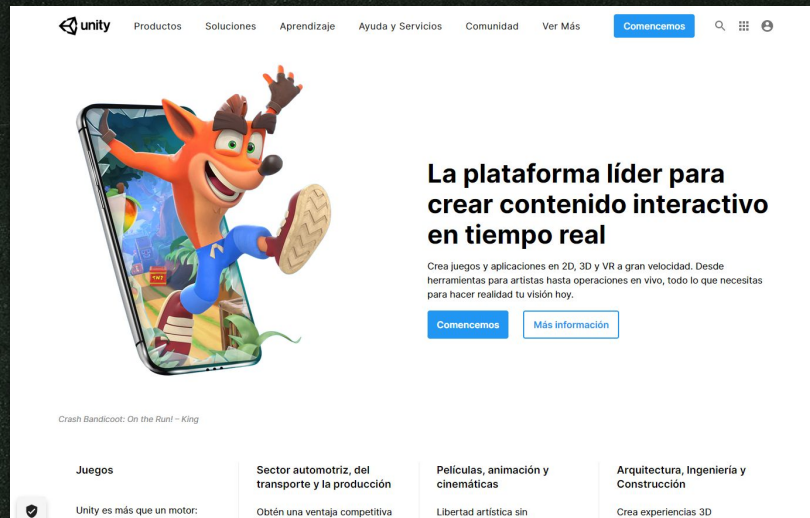 unity Productos Soluciones Aprendizaje Ayuda y Servicios Comunidad Ver Más Comencemos
TNT
La plataforma líder para
crear contenido interactivo
en tiempo real
Crea juegos y aplicaciones en 2D, 3D y VR a gran velocidad. Desde
herramientas para artistas hasta operaciones en vivo, todo lo que necesitas
para hacer realidad tu visión hoy.
Comencemos Más información
Crash Bandicoot: On the Run! – King
Juegos
Unity es más que un motor:
Sector automotriz, del
transporte y la producción
Obtén una ventaja competitiva
Películas, animación y
cinemáticas
Libertad artística sin
Arquitectura, Ingeniería y
Construcción
Crea experiencias 3D